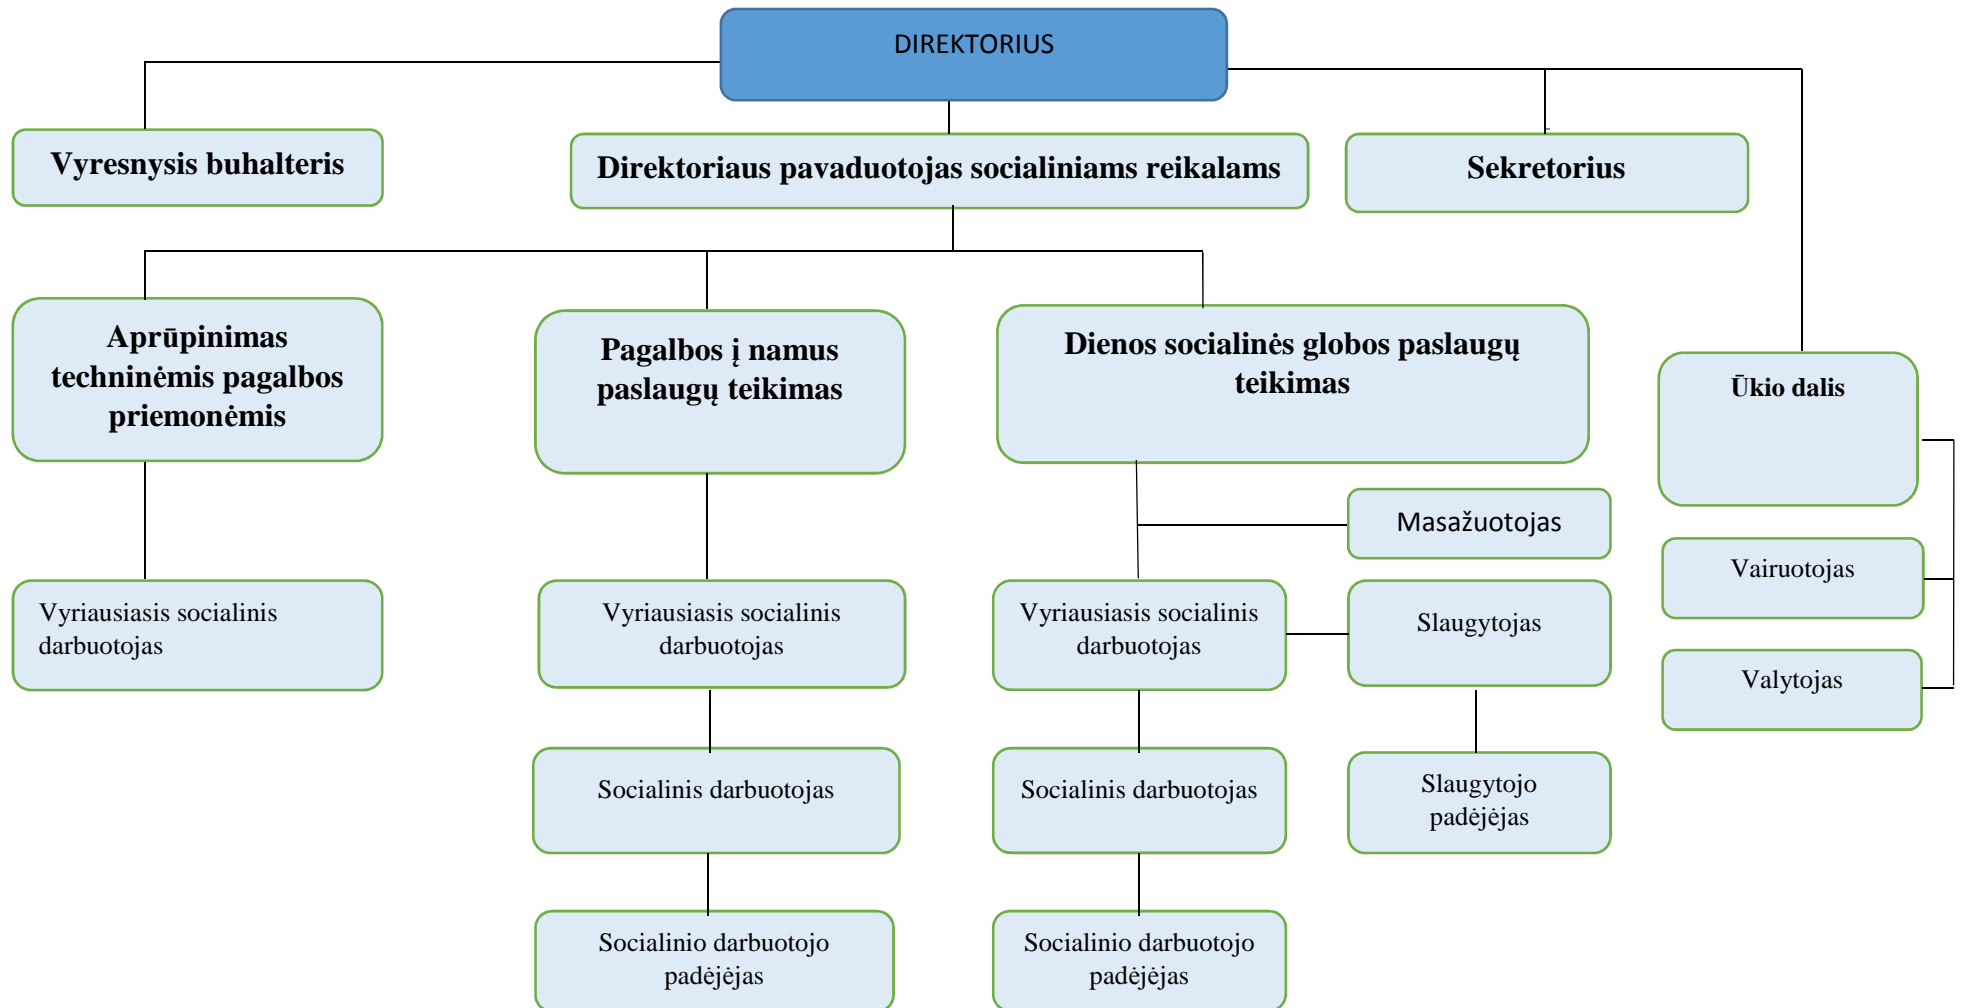 DIREKTORIUS
Vyresnysis buhalteris
Direktoriaus pavaduotojas socialiniams reikalams
Sekretorius
Aprūpinimas
techninėmis pagalbos
priemonėmis
Pagalbos į namus
paslaugų teikimas
Dienos socialinės globos paslaugų
teikimas
Ūkio dalis
Masažuotojas
Vairuotojas
Vyriausiasis socialinis
darbuotojas
Vyriausiasis socialinis
darbuotojas
Vyriausiasis socialinis
darbuotojas
Slaugytojas
Valytojas
Socialinis darbuotojas
Socialinis darbuotojas
Slaugytojo
padėjėjas
Socialinio darbuotojo
padėjėjas
Socialinio darbuotojo
padėjėjas